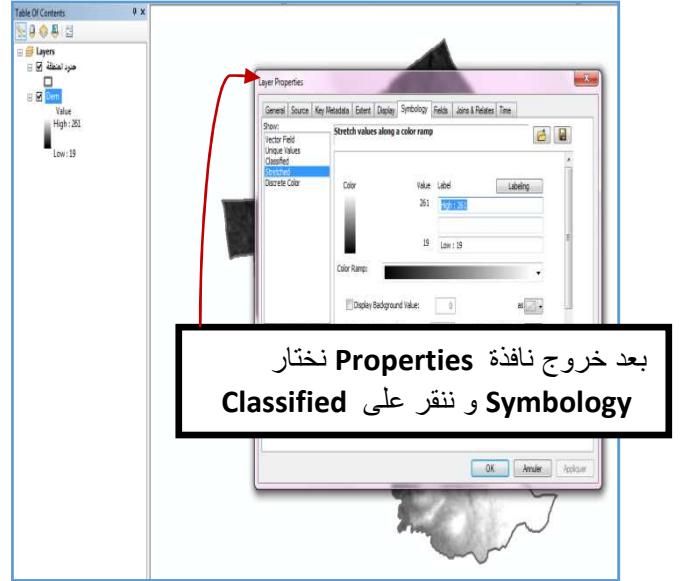 Table Of Contents
Layers
حدود المنطقة
Dem
Value
High : 261
Low : 19
Layer Properties
General Source Key Metadata Extent Display Symbology Fields Joins & Relates Time
Show:
Vector Field
Unique Values
Classified
Stretched
Discrete Color
Stretch values along a color ramp
Color Value Label Labeling
261 High : 261
19 Low : 19
Color Ramp:
Display Background Value: 0 as
بعد خروج نافذة Properties نختار
Symbology و ننقر على Classified
OK Annuler Appliquer